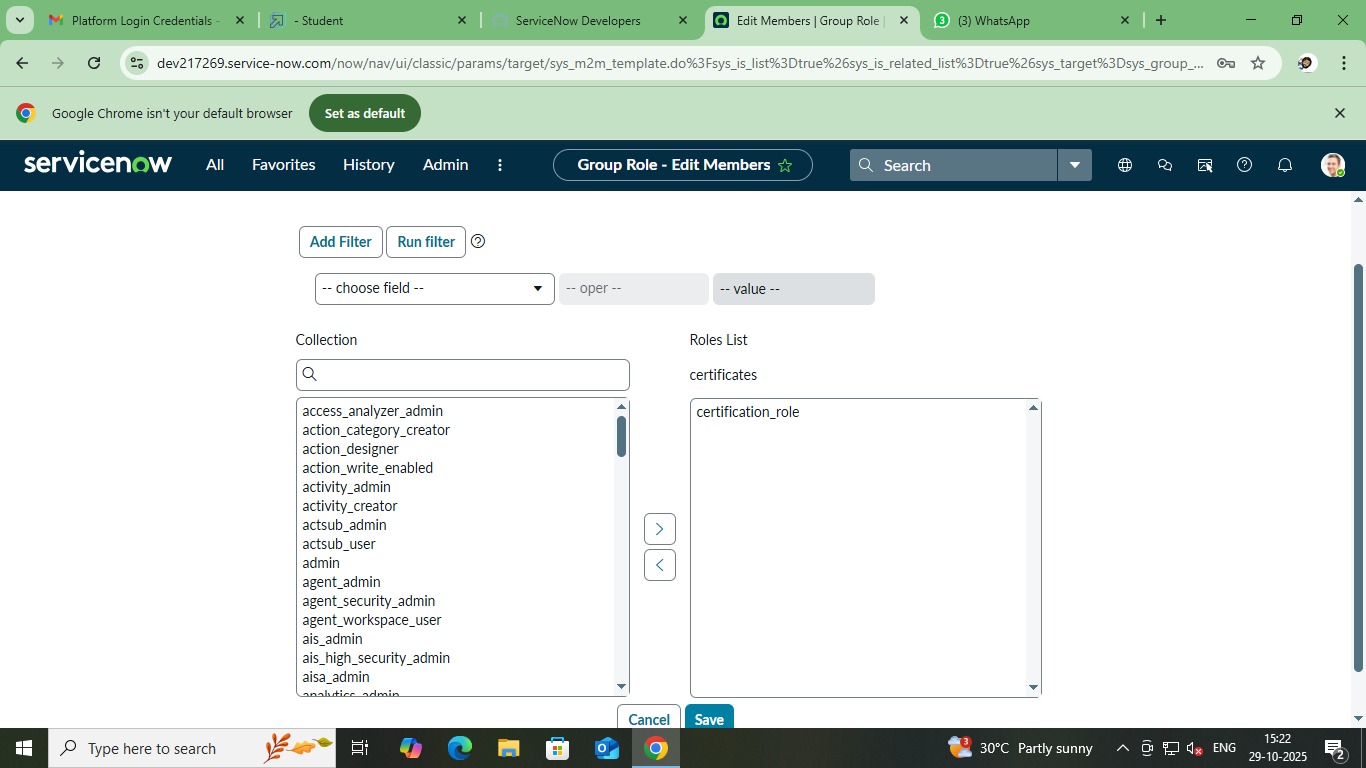 Platform Login Credentials -
- Student
ServiceNow Developers
Edit Members | Group Role |
3
(3) WhatsApp
dev217269.service-now.com/now/nav/ui/classic/params/target/sys_m2m_template.do%3Fsys_is_list%3Dtrue%26sys_is_related_list%3Dtrue%26sys_target%3Dsys_group_...
Google Chrome isn't your default browser
Set as default
servicenow
All
Favorites
History
Admin
Group Role - Edit Members
Search
Add Filter
Run filter
-- choose field --
-- oper --
-- value --
Collection
Roles List
certificates
access_analyzer_admin
action_category_creator
action_designer
action_write_enabled
activity_admin
activity_creator
actsub_admin
actsub_user
admin
agent_admin
agent_security_admin
agent_workspace_user
ais_admin
ais_high_security_admin
aisa_admin
analytics_admin
certification_role
Cancel
Save
Type here to search
3
30°C Partly sunny
ENG
15:22
29-10-2025
2